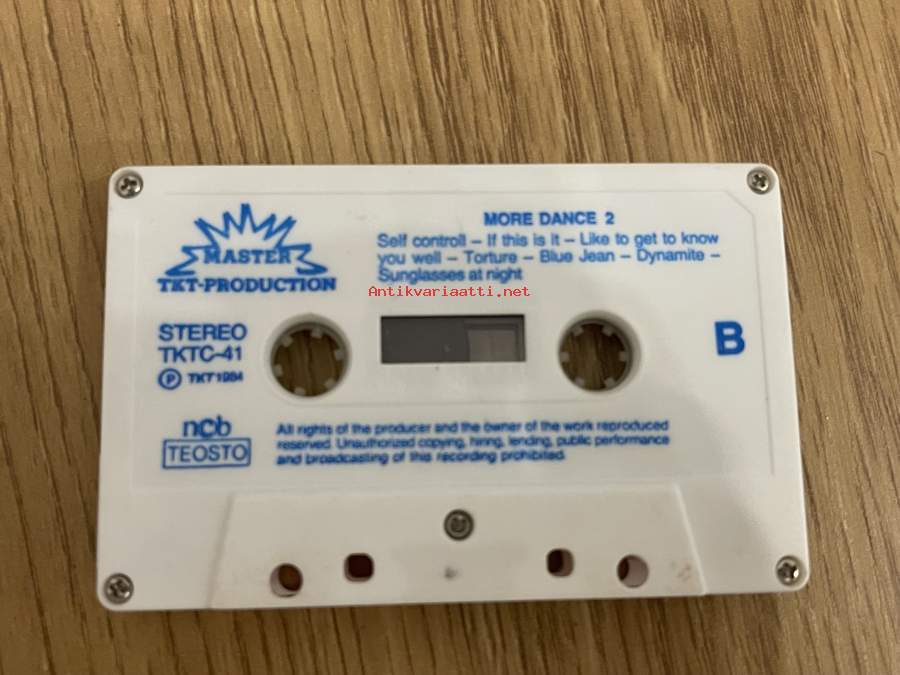 MASTER
TKT-PRODUCTION
MORE DANCE 2
Self controll – If this is it – Like to get to know
you well – Torture – Blue Jean – Dynamite –
Sunglasses at night
Antikvariaatti.net
STEREO
TKTC-41
Ⓟ TKT 1984
B
ncb
TEOSTO
All rights of the producer and the owner of the work reproduced
reserved. Unauthorized copying, hiring, lending, public performance
and broadcasting of this recording prohibited.